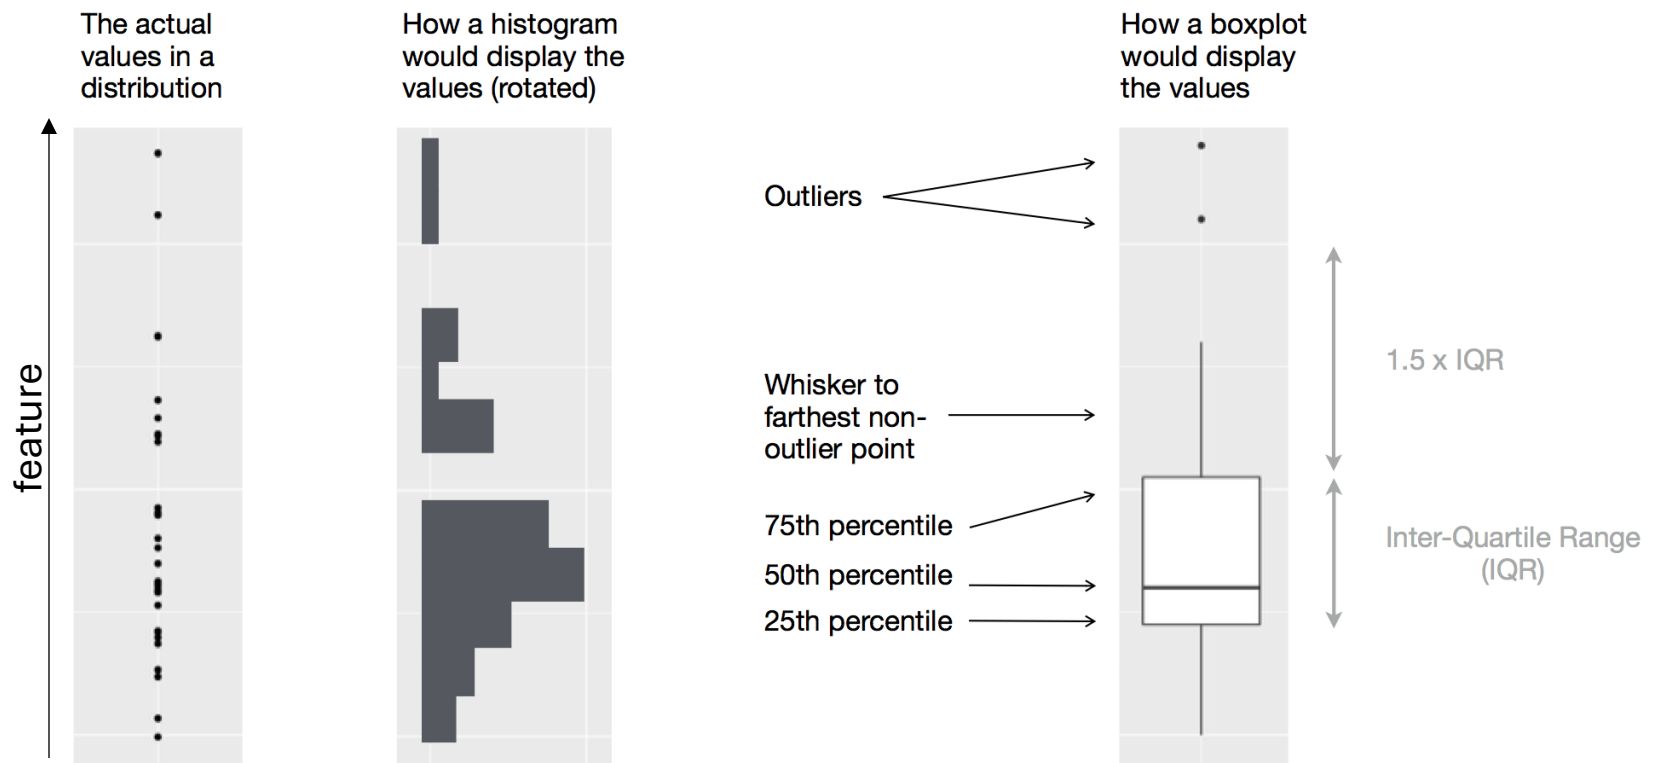 The actual
values in a
distribution
How a histogram
would display the
values (rotated)
How a boxplot
would display
the values
feature
Outliers
Whisker to
farthest non-
outlier point
75th percentile
50th percentile
25th percentile
1.5 x IQR
Inter-Quartile Range
(IQR)